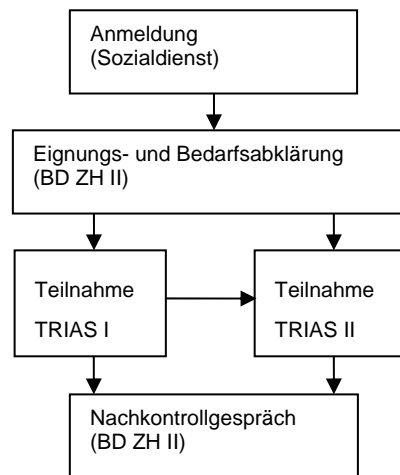 Anmeldung
(Sozialdienst)
Eignungs- und Bedarfsabklärung
(BD ZH II)
Teilnahme
TRIAS I
Teilnahme
TRIAS II
Nachkontrollgespräch
(BD ZH II)